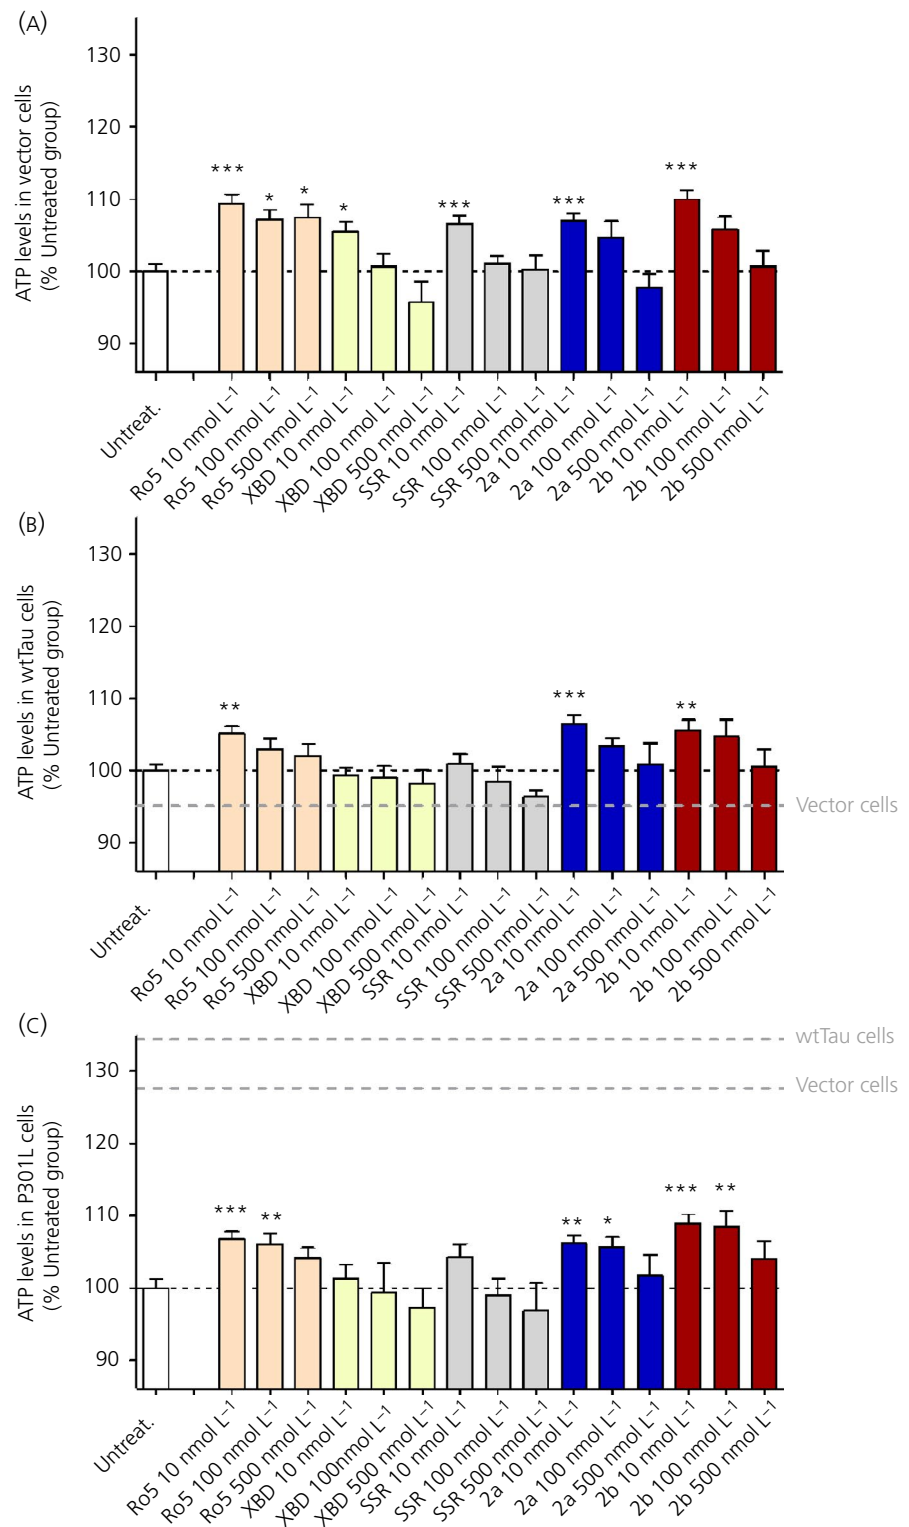 (A)
ATP levels in vector cells
(% Untreated group)
130
120
110
100
90
***
*
*
*
***
***
***
Untreat.
Ro5 10 nmol L⁻¹
Ro5 100 nmol L⁻¹
Ro5 500 nmol L⁻¹
XBD 10 nmol L⁻¹
XBD 100 nmol L⁻¹
XBD 500 nmol L⁻¹
SSR 10 nmol L⁻¹
SSR 100 nmol L⁻¹
SSR 500 nmol L⁻¹
2a 10 nmol L⁻¹
2a 100 nmol L⁻¹
2a 500 nmol L⁻¹
2b 10 nmol L⁻¹
2b 100 nmol L⁻¹
2b 500 nmol L⁻¹
(B)
ATP levels in wtTau cells
(% Untreated group)
130
120
110
100
90
**
***
**
Vector cells
Untreat.
Ro5 10 nmol L⁻¹
Ro5 100 nmol L⁻¹
Ro5 500 nmol L⁻¹
XBD 10 nmol L⁻¹
XBD 100 nmol L⁻¹
XBD 500 nmol L⁻¹
SSR 10 nmol L⁻¹
SSR 100 nmol L⁻¹
SSR 500 nmol L⁻¹
2a 10 nmol L⁻¹
2a 100 nmol L⁻¹
2a 500 nmol L⁻¹
2b 10 nmol L⁻¹
2b 100 nmol L⁻¹
2b 500 nmol L⁻¹
(C)
ATP levels in P301L cells
(% Untreated group)
wtTau cells
Vector cells
130
120
110
100
90
***
**
**
*
***
**
Untreat.
Ro5 10 nmol L⁻¹
Ro5 100 nmol L⁻¹
Ro5 500 nmol L⁻¹
XBD 10 nmol L⁻¹
XBD 100nmol L⁻¹
XBD 500 nmol L⁻¹
SSR 10 nmol L⁻¹
SSR 100 nmol L⁻¹
SSR 500 nmol L⁻¹
2a 10 nmol L⁻¹
2a 100 nmol L⁻¹
2a 500 nmol L⁻¹
2b 10 nmol L⁻¹
2b 100 nmol L⁻¹
2b 500 nmol L⁻¹